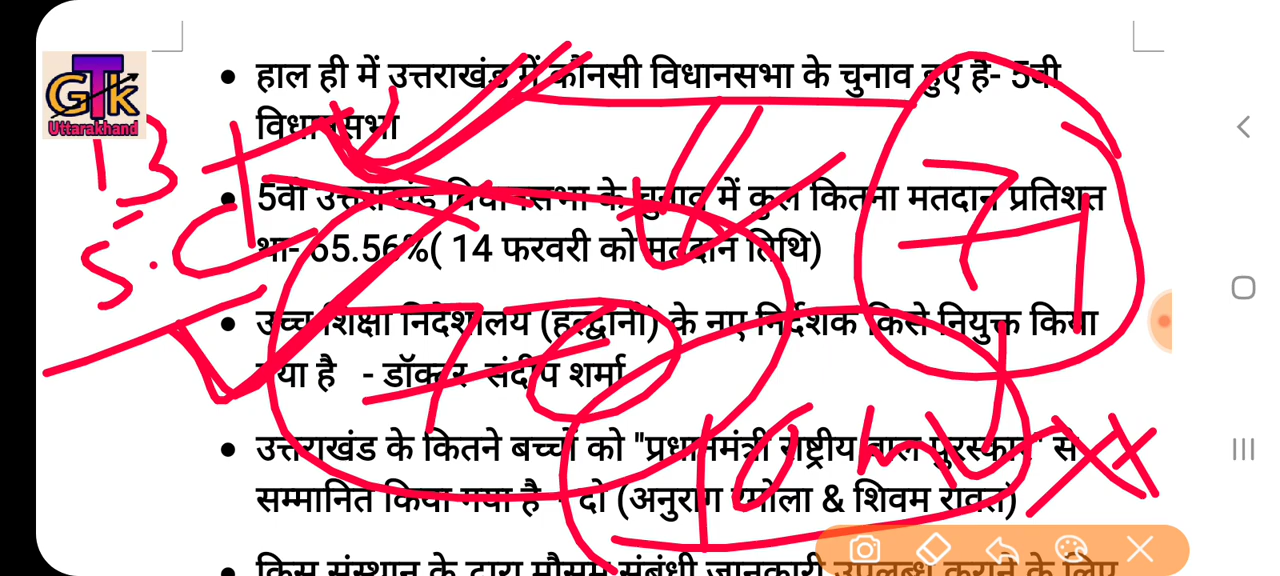 GTK
Uttarakhand
• हाल ही में उत्तराखंड में कौनसी विधानसभा के चुनाव हुए है- 5वी
विधानसभा
• 5वी उत्तराखंड विधानसभा के चुनाव में कुल कितना मतदान प्रतिशत
था- 65.56%( 14 फरवरी को मतदान तिथि)
• उच्च शिक्षा निदेशालय (हल्द्वानी) के नए निर्देशक किसे नियुक्त किया
गया है - डॉक्टर संदीप शर्मा
• उत्तराखंड के कितने बच्चों को "प्रधानमंत्री राष्ट्रीय बाल पुरस्कार" से
सम्मानित किया गया है - दो (अनुराग रमोला & शिवम रावत)
• किस संस्थान के द्वारा मौसम संबंधी जानकारी उपलब्ध कराने के लिए